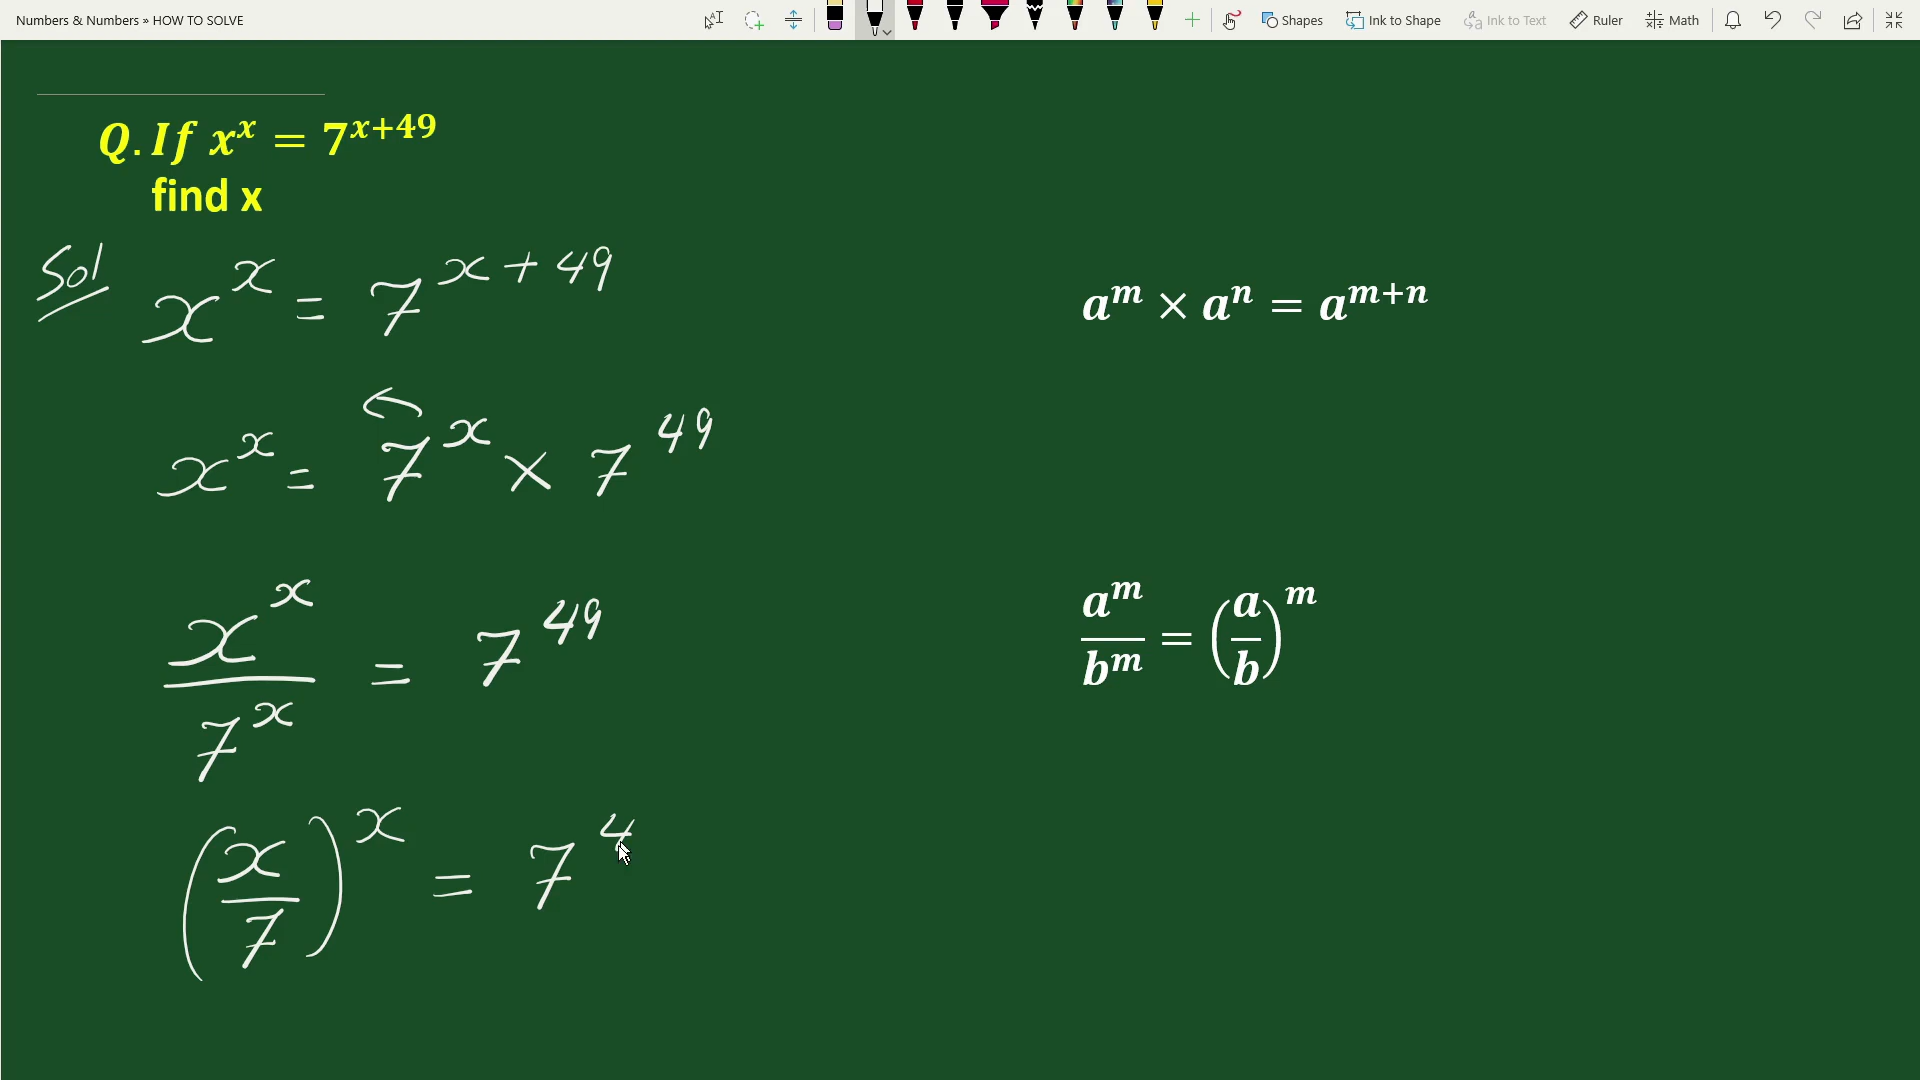 Numbers & Numbers » HOW TO SOLVE
Shapes Ink to Shape Ink to Text Ruler Math
Q. If x^x = 7^{x+49}
find x
Sol x^x = 7^{x+49}
a^m × a^n = a^{m+n}
x^x = 7^x × 7^{49}
x^x / 7^x = 7^{49}
a^m / b^m = (a/b)^m
(x/7)^x = 7^4